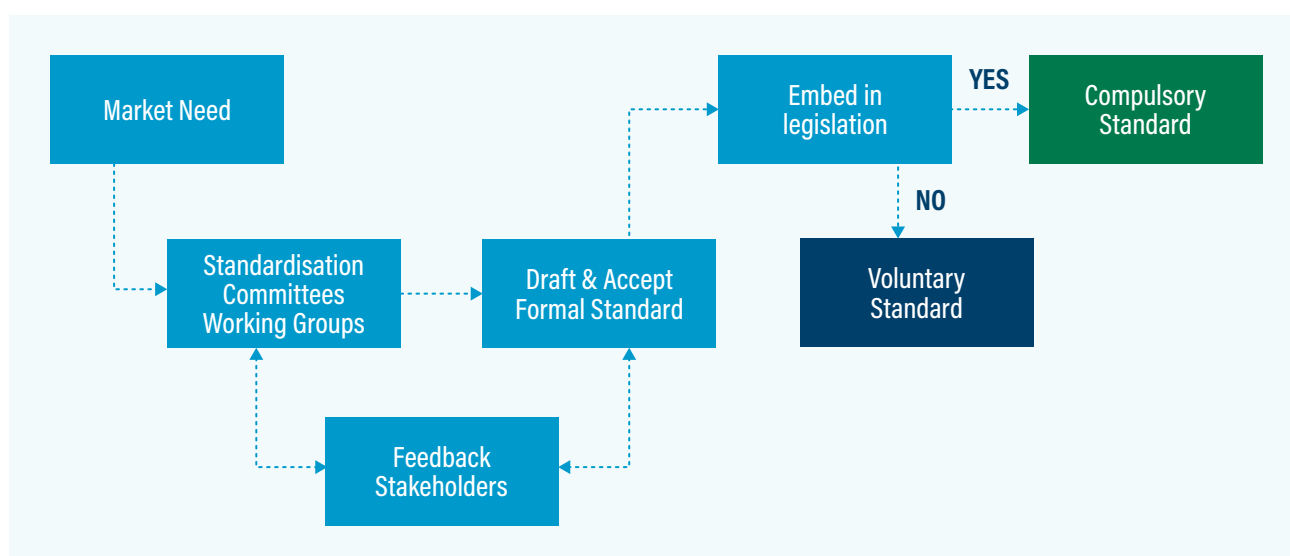 Market Need
Embed in
legislation
YES
Compulsory
Standard
NO
Standardisation
Committees
Working Groups
Draft & Accept
Formal Standard
Voluntary
Standard
Feedback
Stakeholders